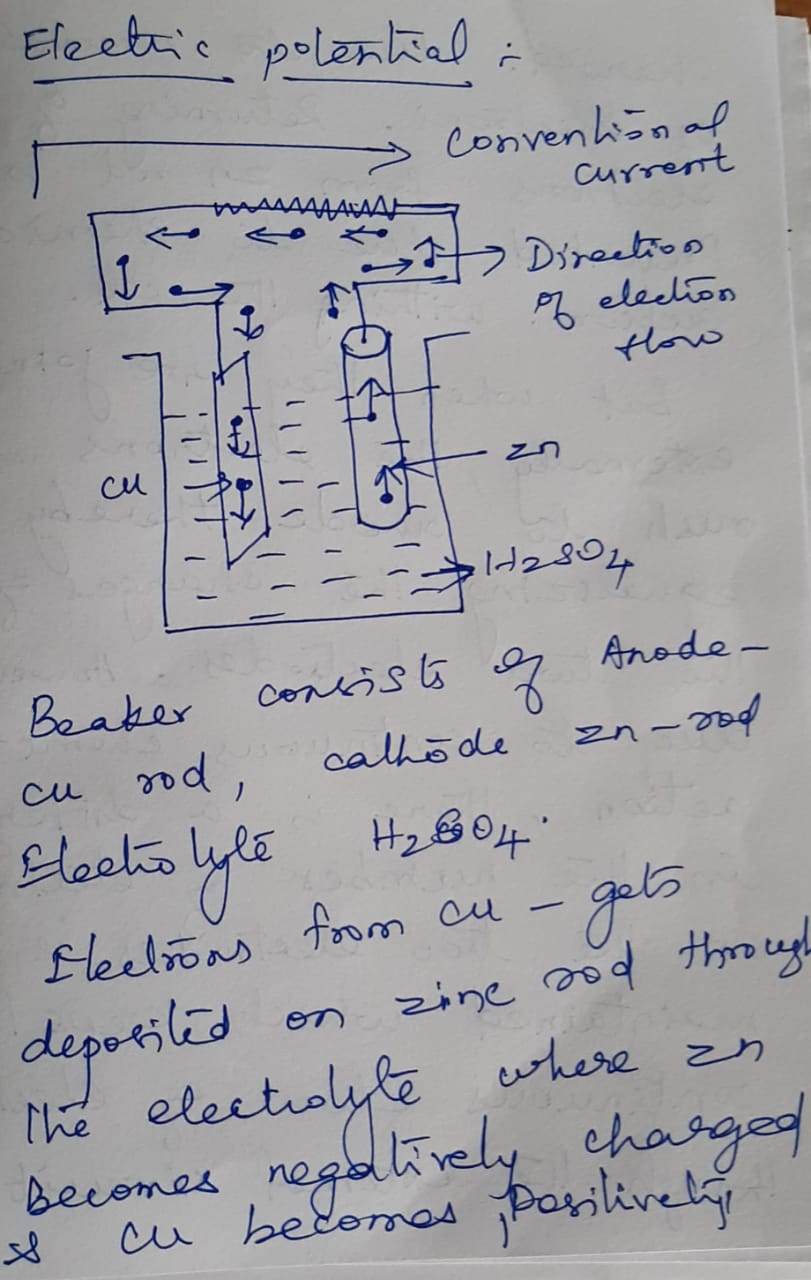 Electric potential :-
Conventional
current
Direction
of election
flow
Cu
Zn
H2SO4
Beaker consists of Anode -
Cu rod, cathode Zn-rod
Electrolyte H2SO4.
Electrons from Cu - gets
deposited on zinc rod through
The electrolyte where Zn
Becomes negatively charged
& Cu becomes positively,